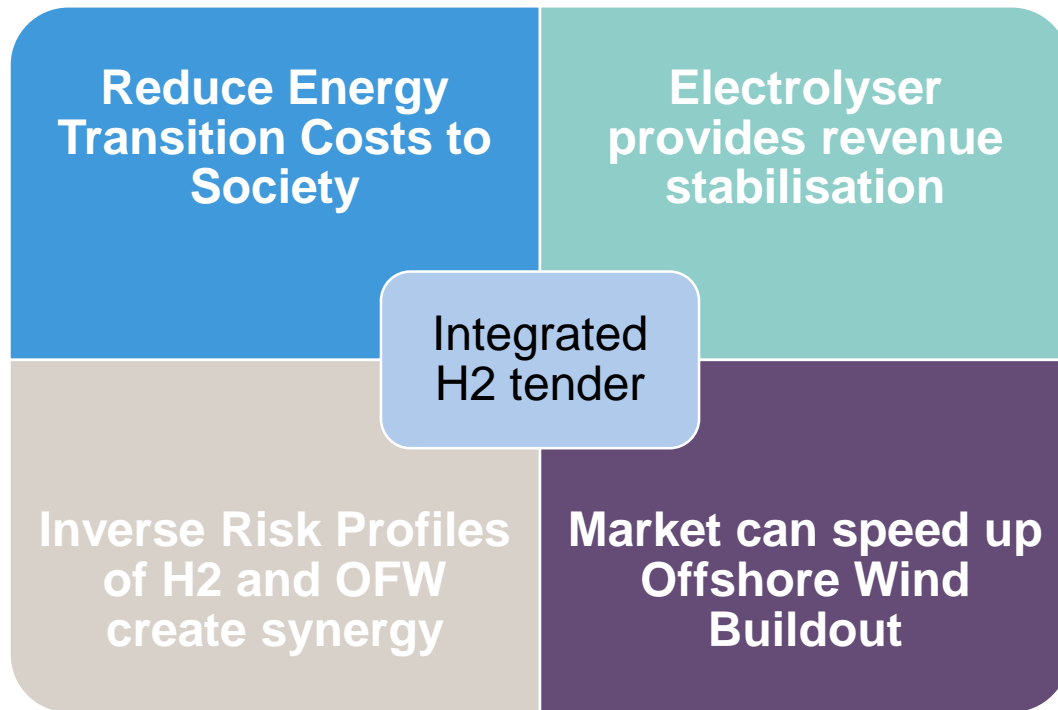 Reduce Energy
Transition Costs to
Society
Electrolyser
provides revenue
stabilisation
Integrated
H2 tender
Inverse Risk Profiles
of H2 and OFW
create synergy
Market can speed up
Offshore Wind
Buildout